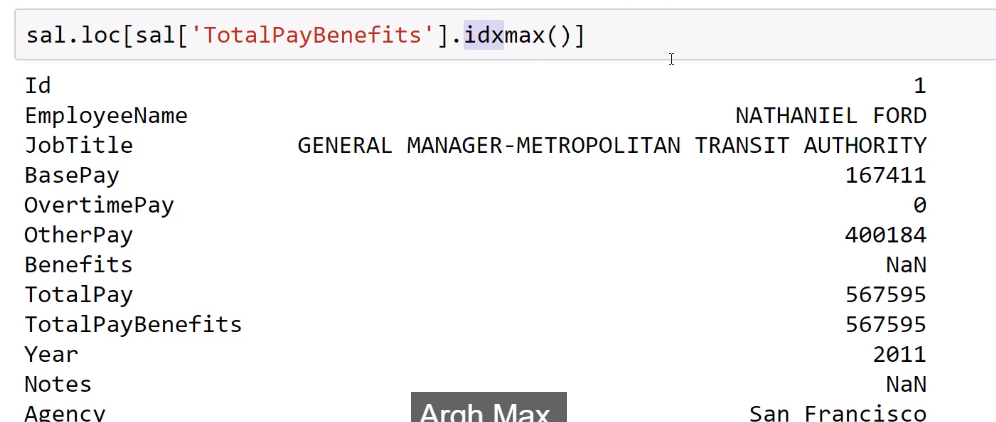 sal.loc[sal['TotalPayBenefits'].idxmax()]
Id 1
EmployeeName NATHANIEL FORD
JobTitle GENERAL MANAGER-METROPOLITAN TRANSIT AUTHORITY
BasePay 167411
OvertimePay 0
OtherPay 400184
Benefits NaN
TotalPay 567595
TotalPayBenefits 567595
Year 2011
Notes NaN
Agency San Francisco
Argh Max